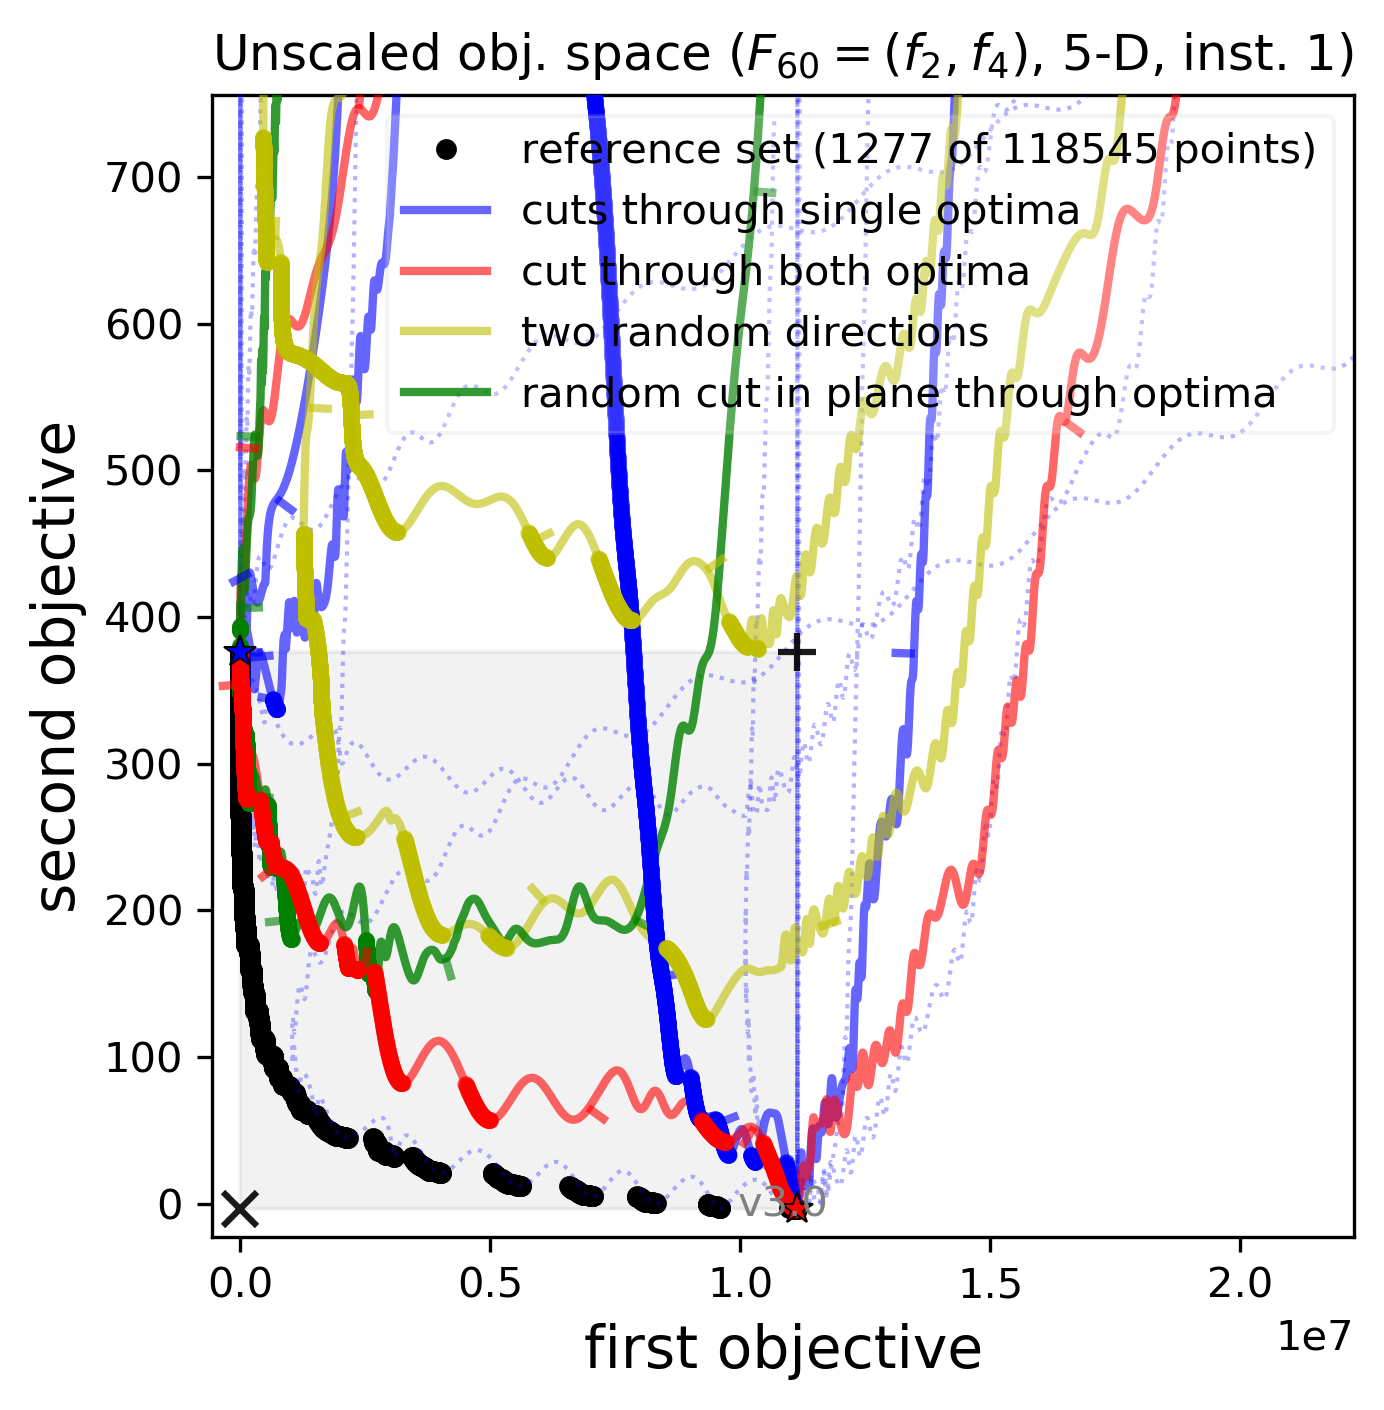 Unscaled obj. space (F60 = (f2, f4), 5-D, inst. 1)
reference set (1277 of 118545 points)
cuts through single optima
cut through both optima
two random directions
random cut in plane through optima
second objective
700
600
500
400
300
200
100
0
v3.0
0.0 0.5 1.0 1.5 2.0
1e7
first objective